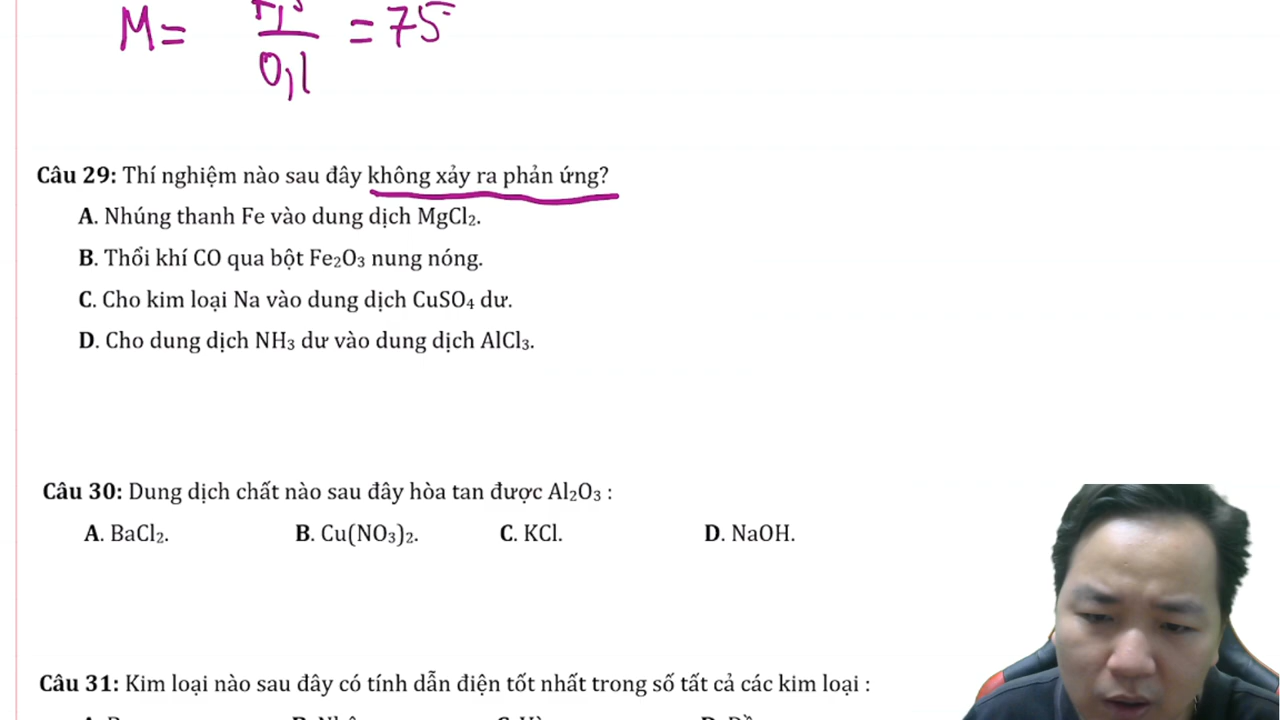 M= /0,1 = 75
Câu 29: Thí nghiệm nào sau đây không xảy ra phản ứng?
A. Nhúng thanh Fe vào dung dịch MgCl₂.
B. Thổi khí CO qua bột Fe₂O₃ nung nóng.
C. Cho kim loại Na vào dung dịch CuSO₄ dư.
D. Cho dung dịch NH₃ dư vào dung dịch AlCl₃.
Câu 30: Dung dịch chất nào sau đây hòa tan được Al₂O₃ :
A. BaCl₂. B. Cu(NO₃)₂. C. KCl. D. NaOH.
Câu 31: Kim loại nào sau đây có tính dẫn điện tốt nhất trong số tất cả các kim loại :